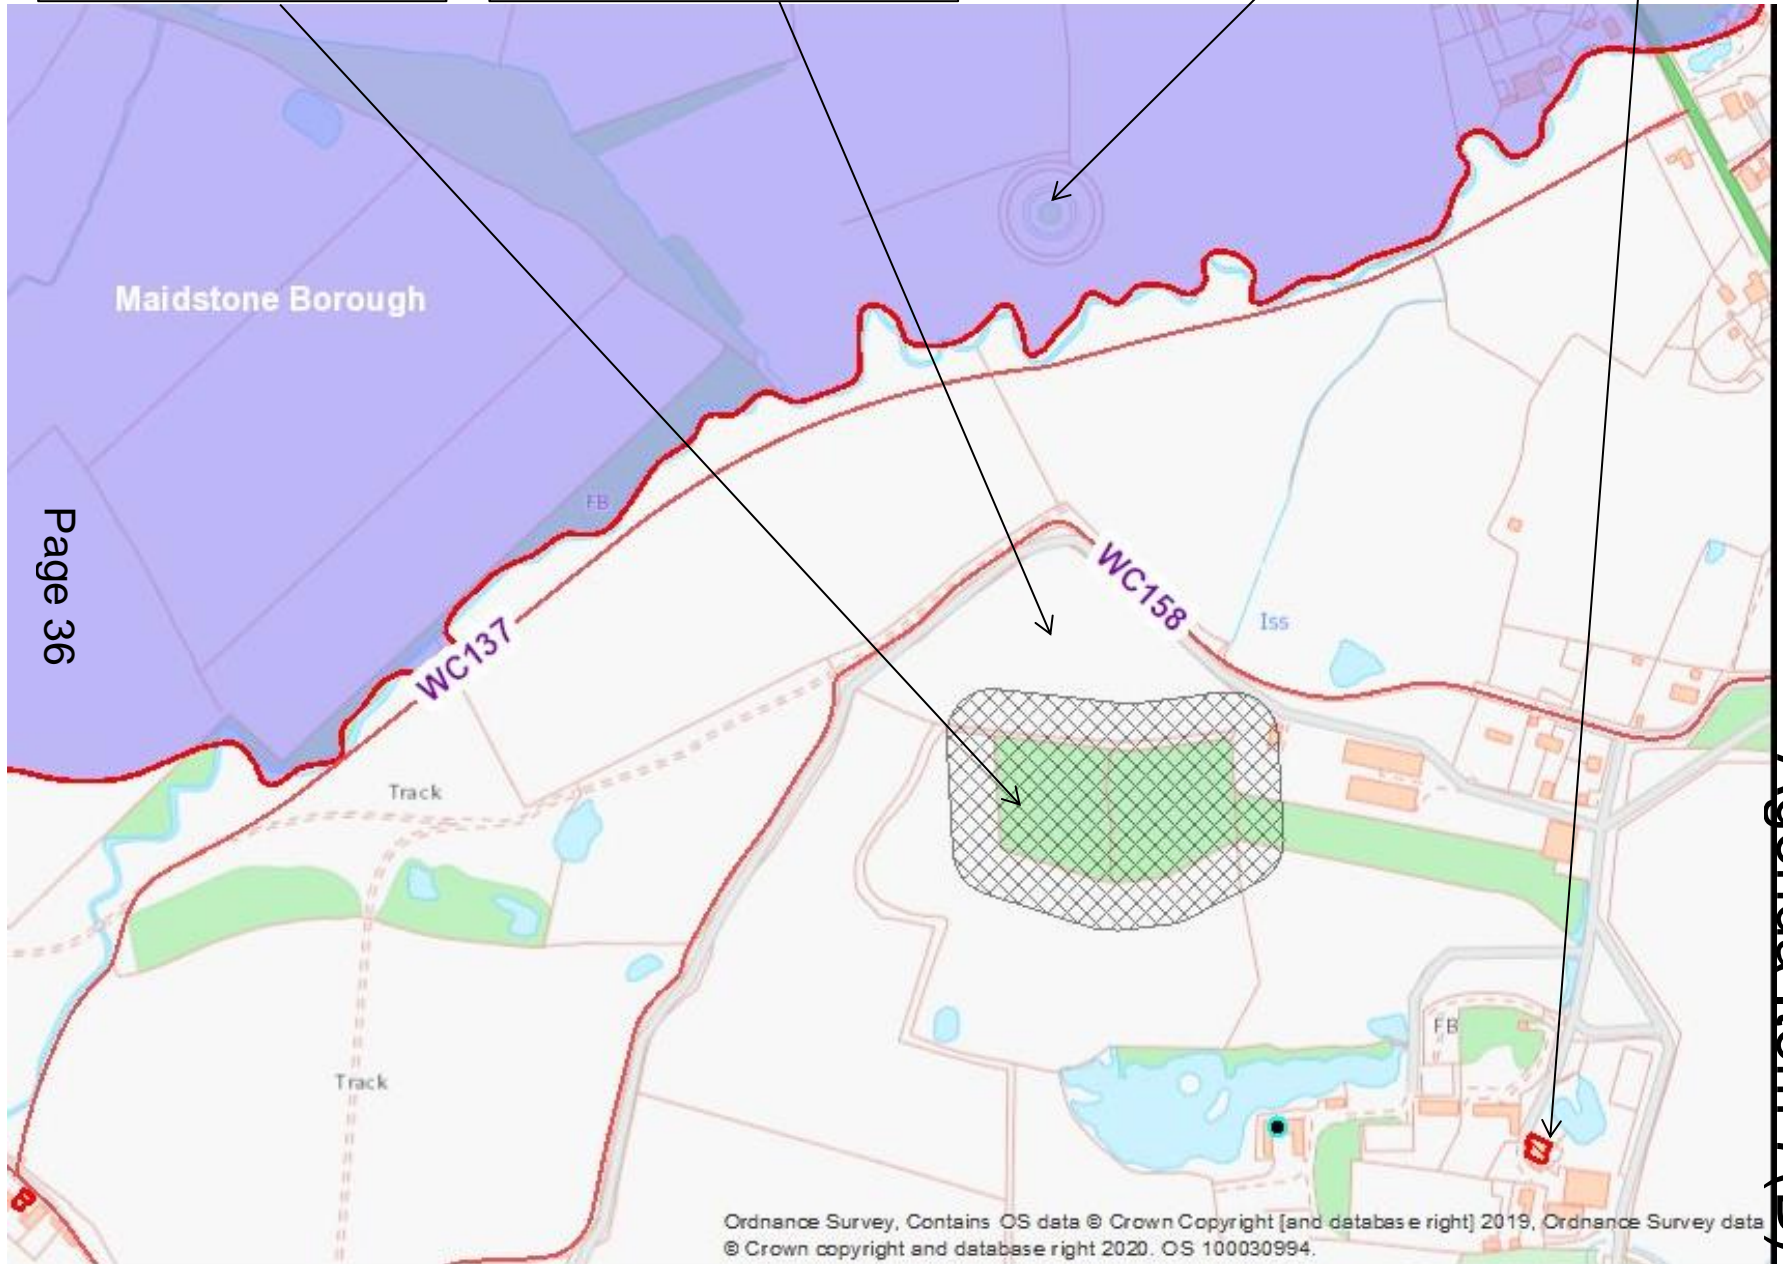 Maidstone Borough
FB
Page 36
WC137
WC158
Iss
Track
FB
Track
Ordnance Survey, Contains OS data © Crown Copyright [and database right] 2019, Ordnance Survey data
© Crown copyright and database right 2020. OS 100030994.